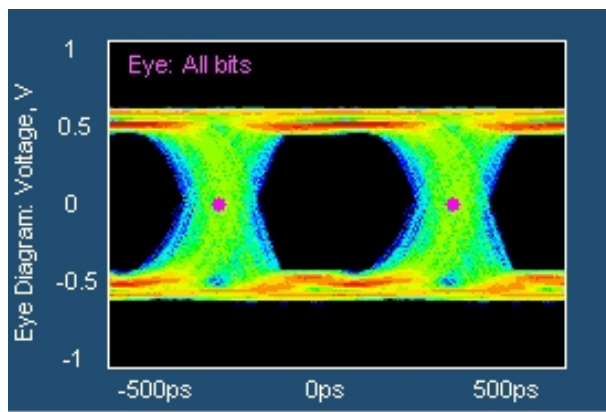 Eye: All bits
Eye Diagram: Voltage, V
1
0.5
0
-0.5
-1
-500ps
0ps
500ps